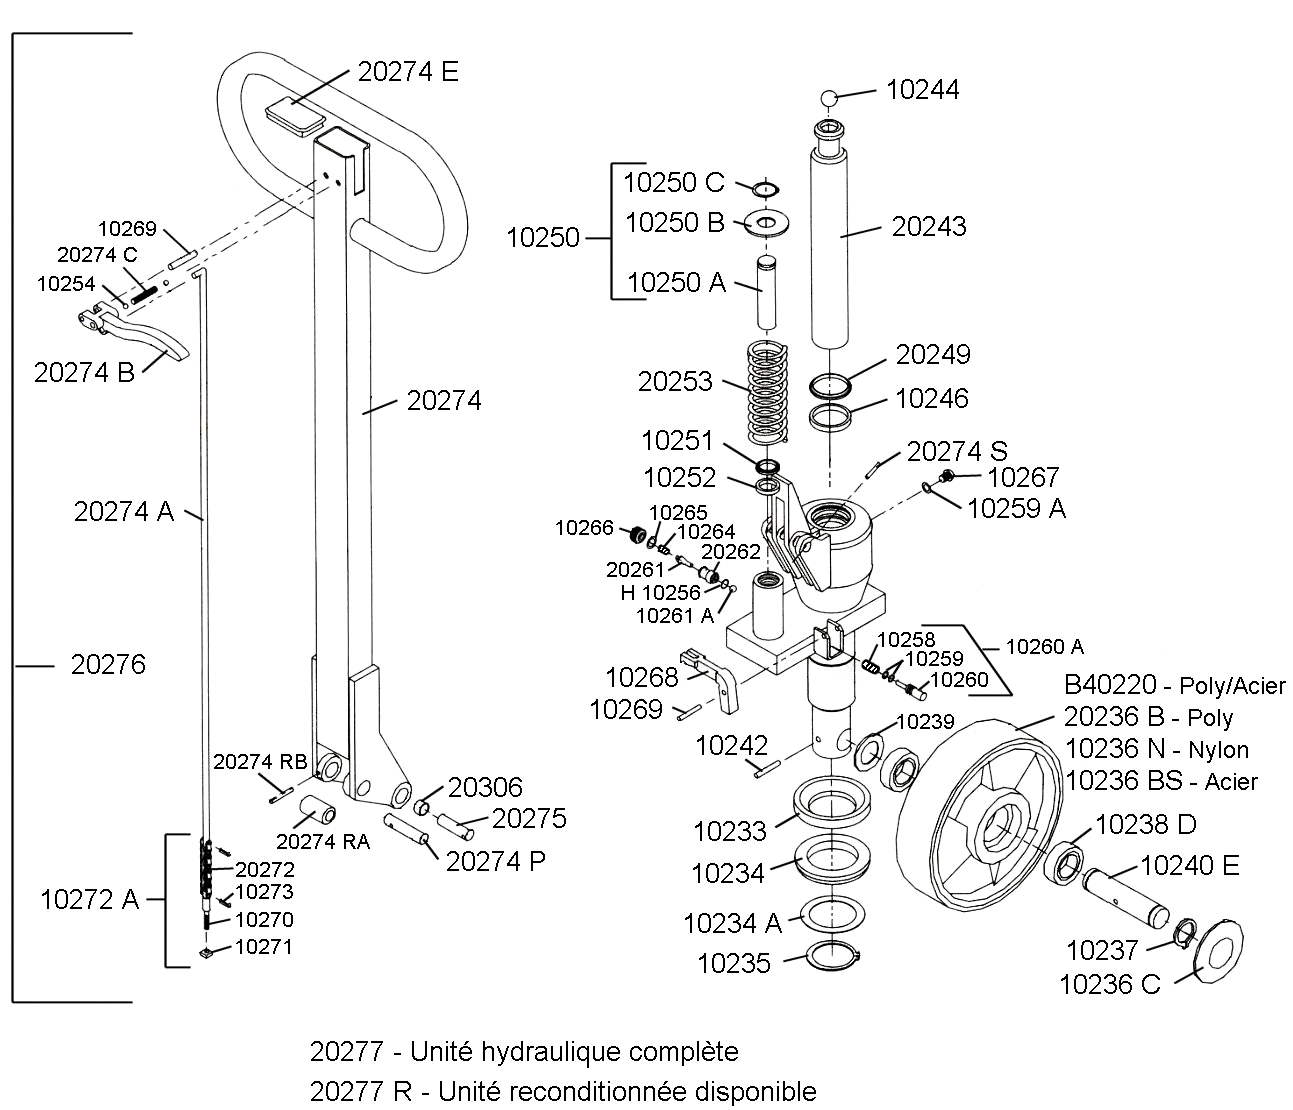 20274 E
10269
20274 C
10254
20274 B
20274
20274 A
20276
20274 RB
20274 RA
20306
20275
20274 P
10272 A
20272
10273
10270
10271
10244
10250
10250 C
10250 B
10250 A
20243
20253
20249
10246
10251
10252
20274 S
10267
10259 A
10266
10265
10264
20262
20261
H 10256
10261 A
10268
10269
10258
10259
10260
10260 A
10242
10239
B40220 - Poly/Acier
20236 B - Poly
10236 N - Nylon
10236 BS - Acier
10233
10234
10234 A
10235
10238 D
10240 E
10237
10236 C
20277 - Unité hydraulique complète
20277 R - Unité reconditionnée disponible